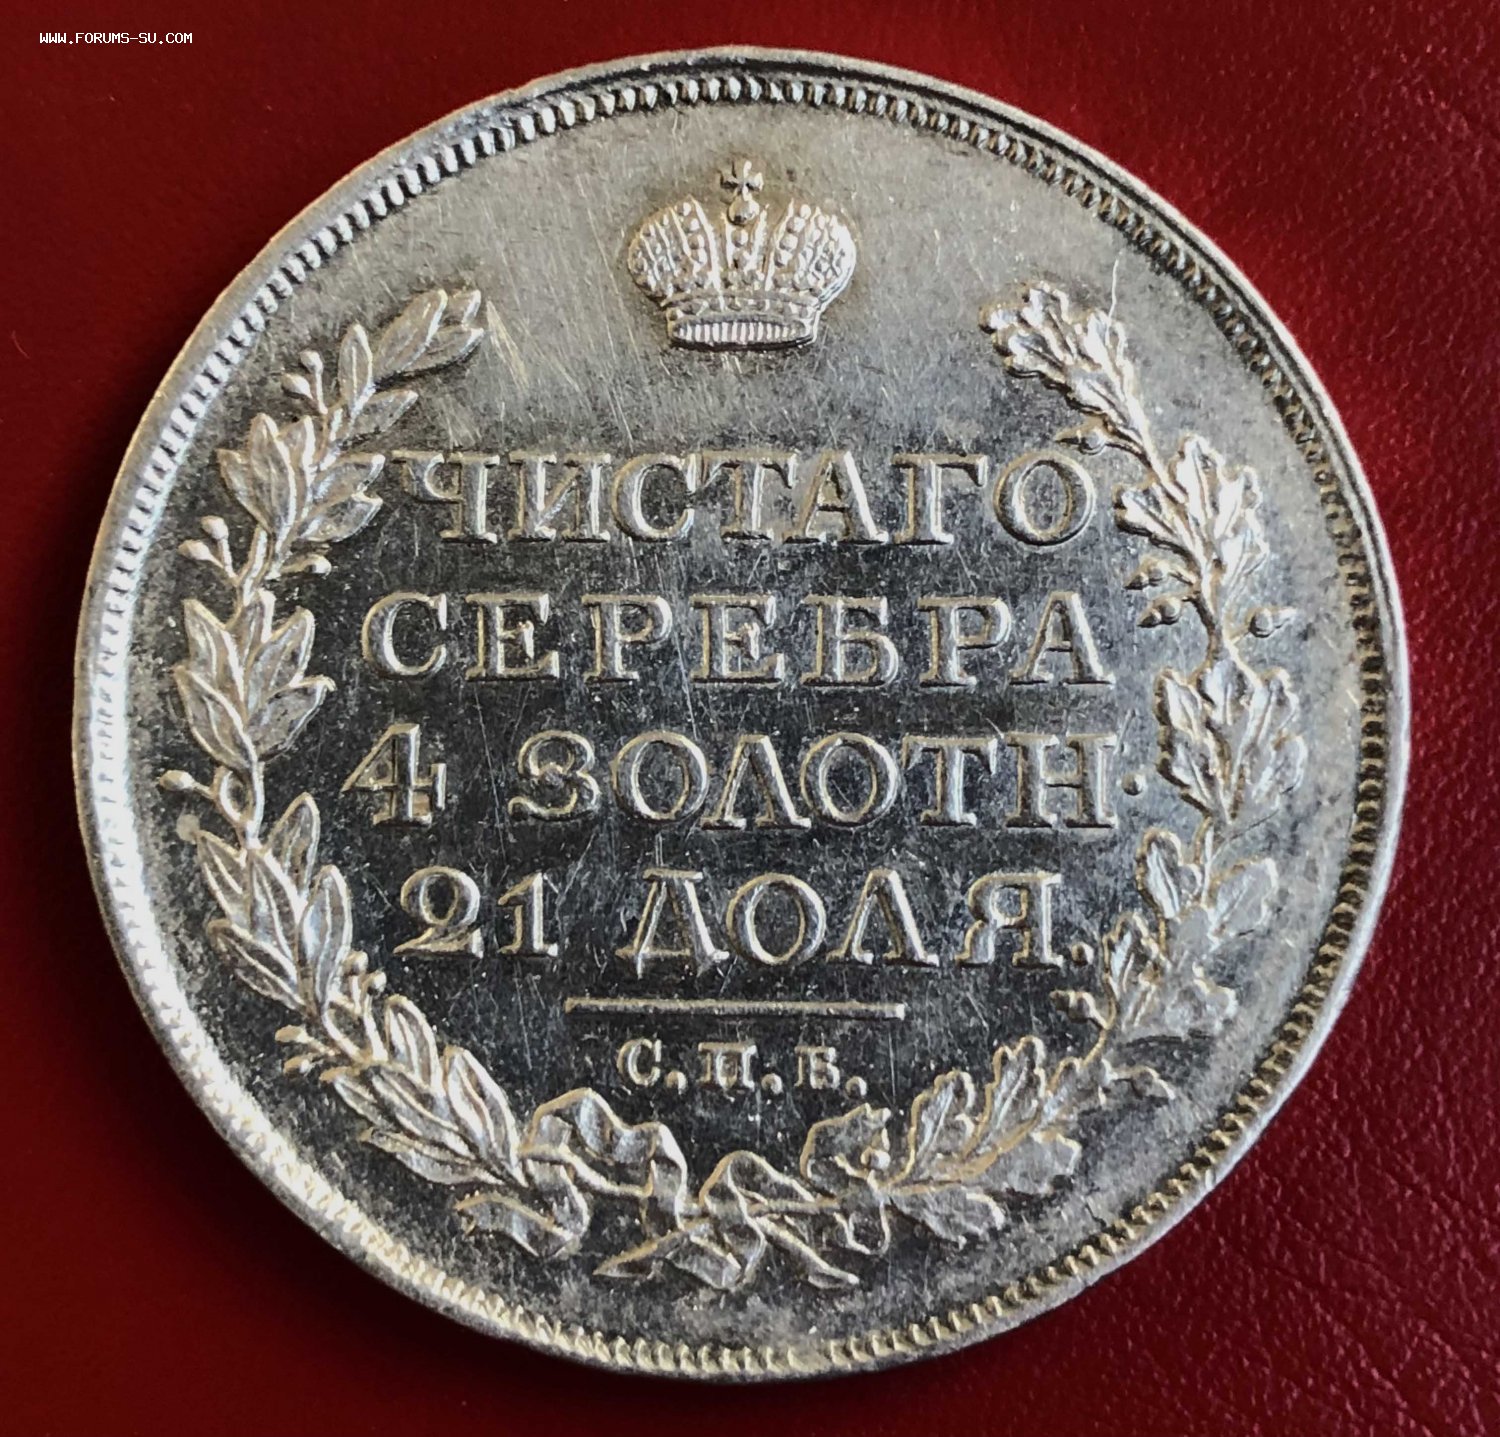 WWW.FORUMS-SU.COM
ЧИСТАГО
СЕРЕБРА
4 ЗОЛОТН.
21 ДОЛЯ.
С.П.Б.